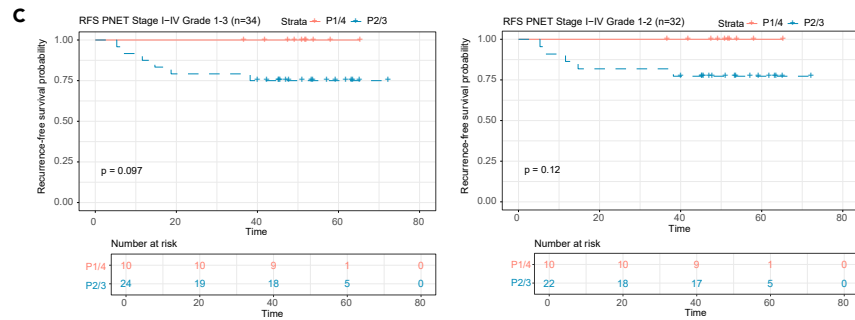 C
RFS PNET Stage I-IV Grade 1-3 (n=34) Strata P1/4 P2/3
Recurrence-free survival probability
1.00
0.75
0.50
0.25
0.00
p = 0.097
0 20 40 60 80
Time
Number at risk
P1/4 10 10 9 1 0
P2/3 24 19 18 5 0
0 20 40 60 80
Time
RFS PNET Stage I-IV Grade 1-2 (n=32) Strata P1/4 P2/3
Recurrence-free survival probability
1.00
0.75
0.50
0.25
0.00
p = 0.12
0 20 40 60 80
Time
Number at risk
P1/4 10 10 9 1 0
P2/3 22 18 17 5 0
0 20 40 60 80
Time